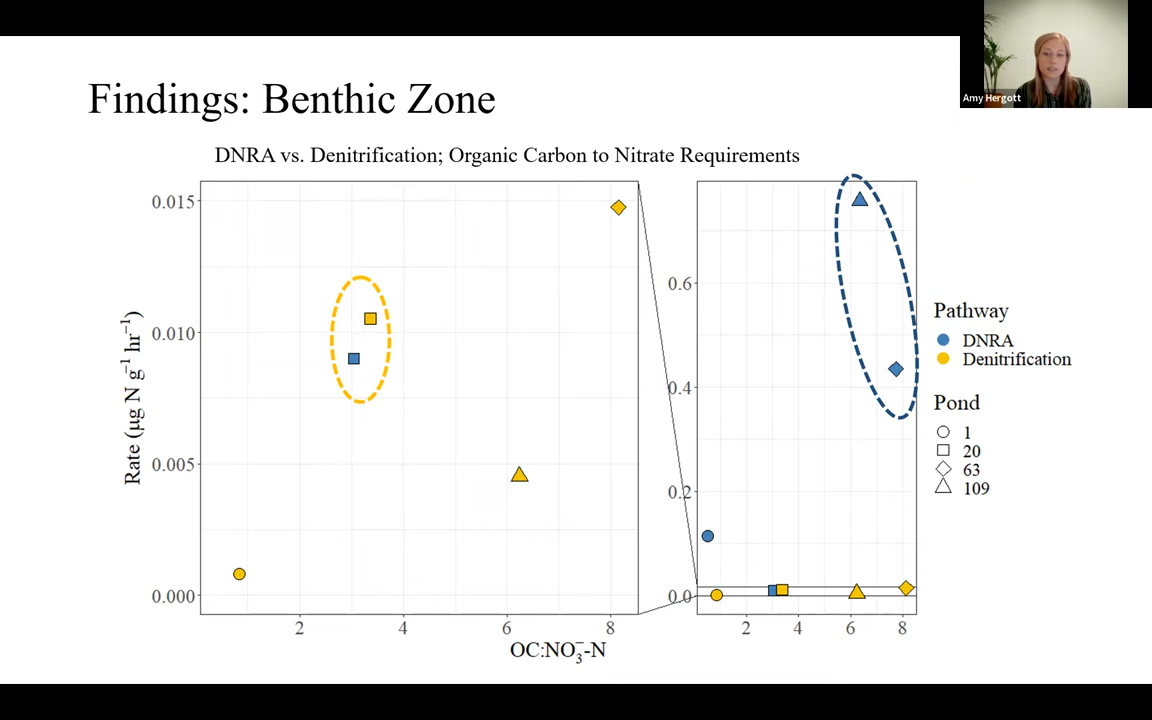 Findings: Benthic Zone
Amy Hergott
DNRA vs. Denitrification; Organic Carbon to Nitrate Requirements
Rate (μg N g⁻¹ hr⁻¹)
0.015
0.010
0.005
0.000
2 4 6 8
0.6
0.4
0.2
0.0
2 4 6 8
OC:NO₃⁻-N
Pathway
DNRA
Denitrification
Pond
1
20
63
109